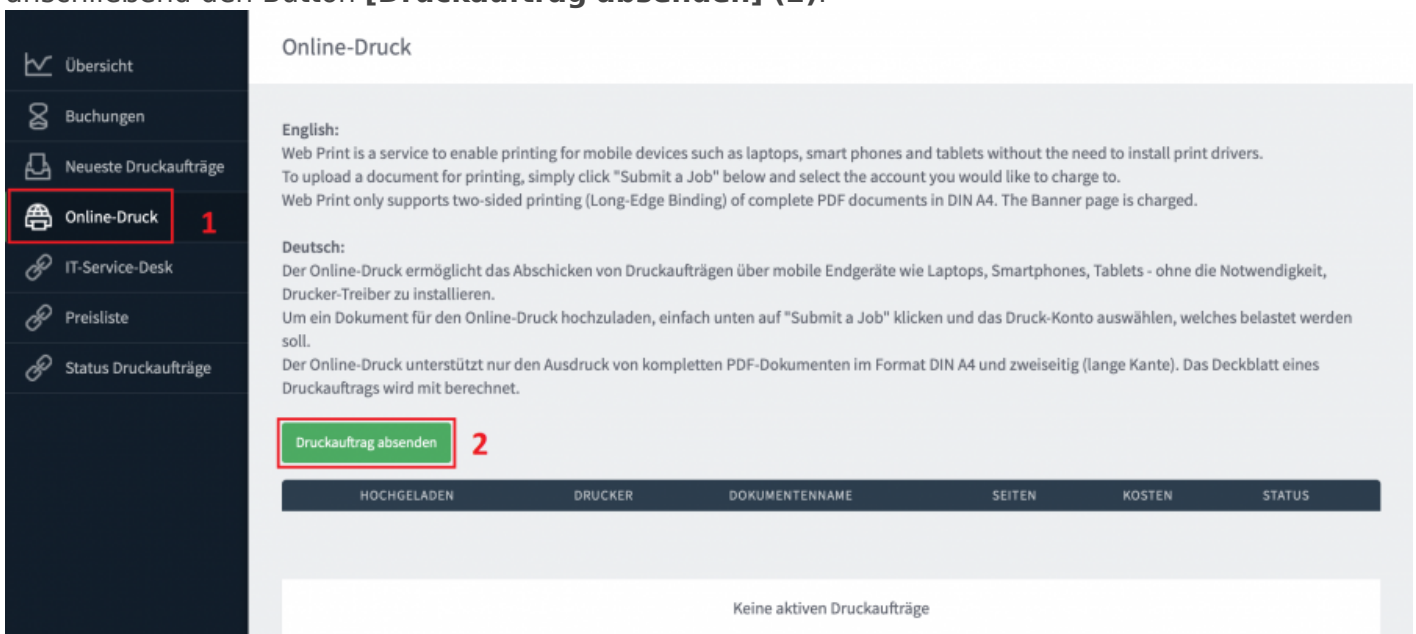 anschließend den Button [Druckauftrag absenden] (2).
Übersicht
Buchungen
Neueste Druckaufträge
Online-Druck 1
IT-Service-Desk
Preisliste
Status Druckaufträge
Online-Druck
English:
Web Print is a service to enable printing for mobile devices such as laptops, smart phones and tablets without the need to install print drivers.
To upload a document for printing, simply click "Submit a Job" below and select the account you would like to charge to.
Web Print only supports two-sided printing (Long-Edge Binding) of complete PDF documents in DIN A4. The Banner page is charged.
Deutsch:
Der Online-Druck ermöglicht das Abschicken von Druckaufträgen über mobile Endgeräte wie Laptops, Smartphones, Tablets - ohne die Notwendigkeit,
Drucker-Treiber zu installieren.
Um ein Dokument für den Online-Druck hochzuladen, einfach unten auf "Submit a Job" klicken und das Druck-Konto auswählen, welches belastet werden
soll.
Der Online-Druck unterstützt nur den Ausdruck von kompletten PDF-Dokumenten im Format DIN A4 und zweiseitig (lange Kante). Das Deckblatt eines
Druckauftrags wird mit berechnet.
Druckauftrag absenden 2
HOCHGELADEN DRUCKER DOKUMENTENNAME SEITEN KOSTEN STATUS
Keine aktiven Druckaufträge